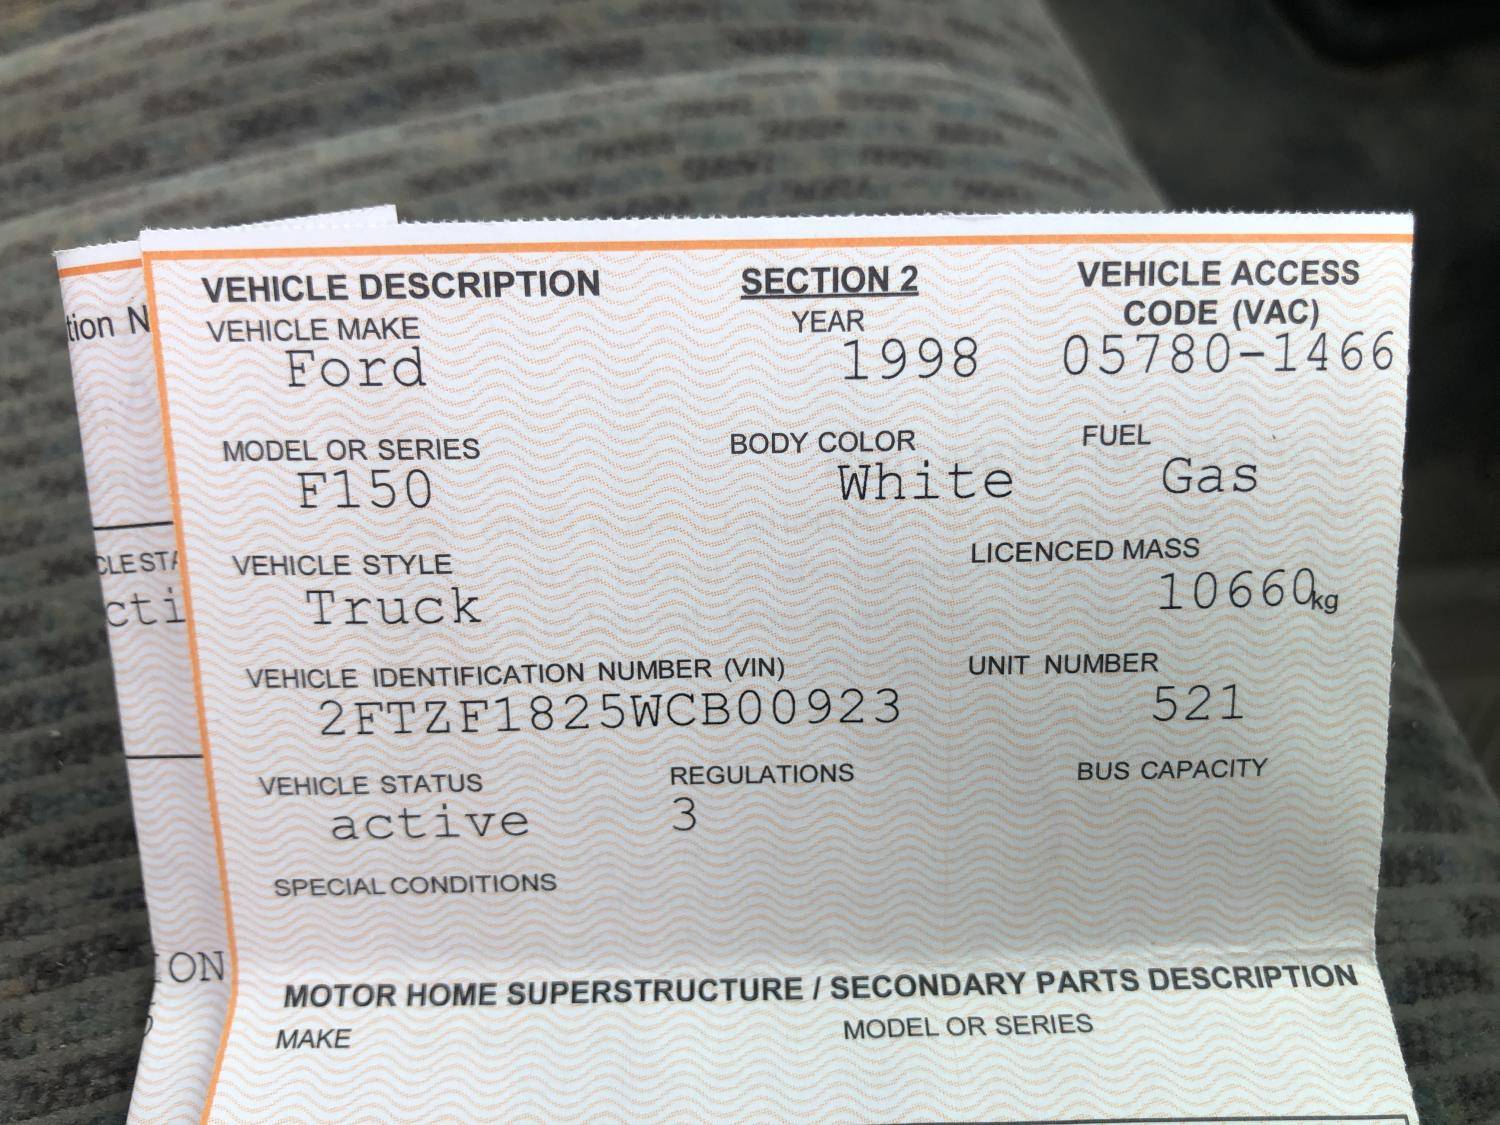 VEHICLE DESCRIPTION SECTION 2 VEHICLE ACCESS CODE (VAC)
VEHICLE MAKE YEAR
Ford 1998 05780-1466
MODEL OR SERIES BODY COLOR FUEL
F150 White Gas
VEHICLE STYLE LICENCED MASS
Truck 10660kg
VEHICLE IDENTIFICATION NUMBER (VIN) UNIT NUMBER
2FTZF1825WCB00923 521
VEHICLE STATUS REGULATIONS BUS CAPACITY
active 3
SPECIAL CONDITIONS
MOTOR HOME SUPERSTRUCTURE / SECONDARY PARTS DESCRIPTION
MAKE MODEL OR SERIES
tion N
CLE STA
cti
ION